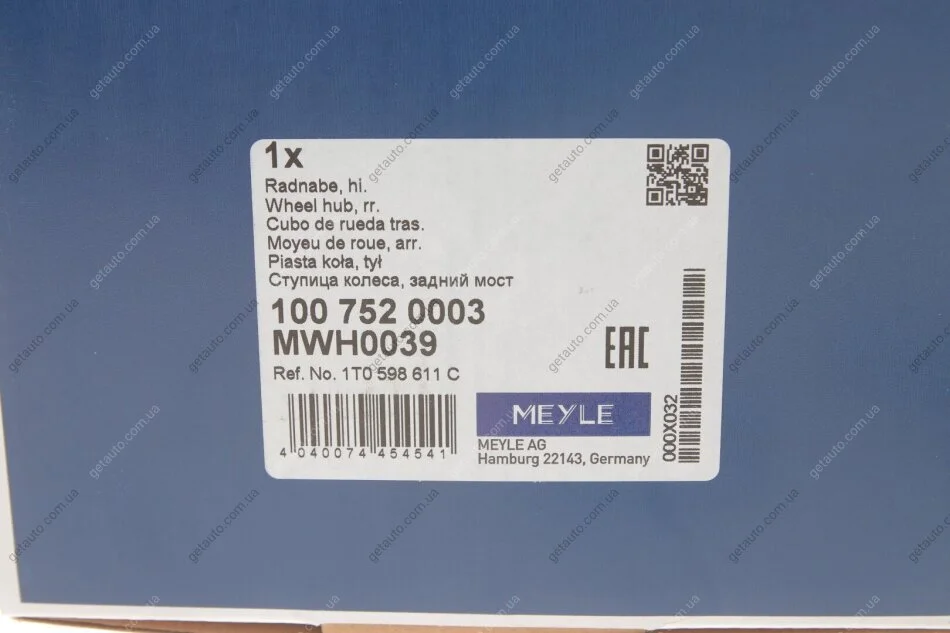 1x
Radnabe, hi.
Wheel hub, rr.
Cubo de rueda tras.
Moyeu de roue, arr.
Piasta koła, tył
Ступица колеса, задний мост
100 752 0003
MWH0039
Ref. No. 1T0 598 611 C
EAC
4 040074 454541
MEYLE
MEYLE AG
Hamburg 22143, Germany
000X032
getauto.com.ua